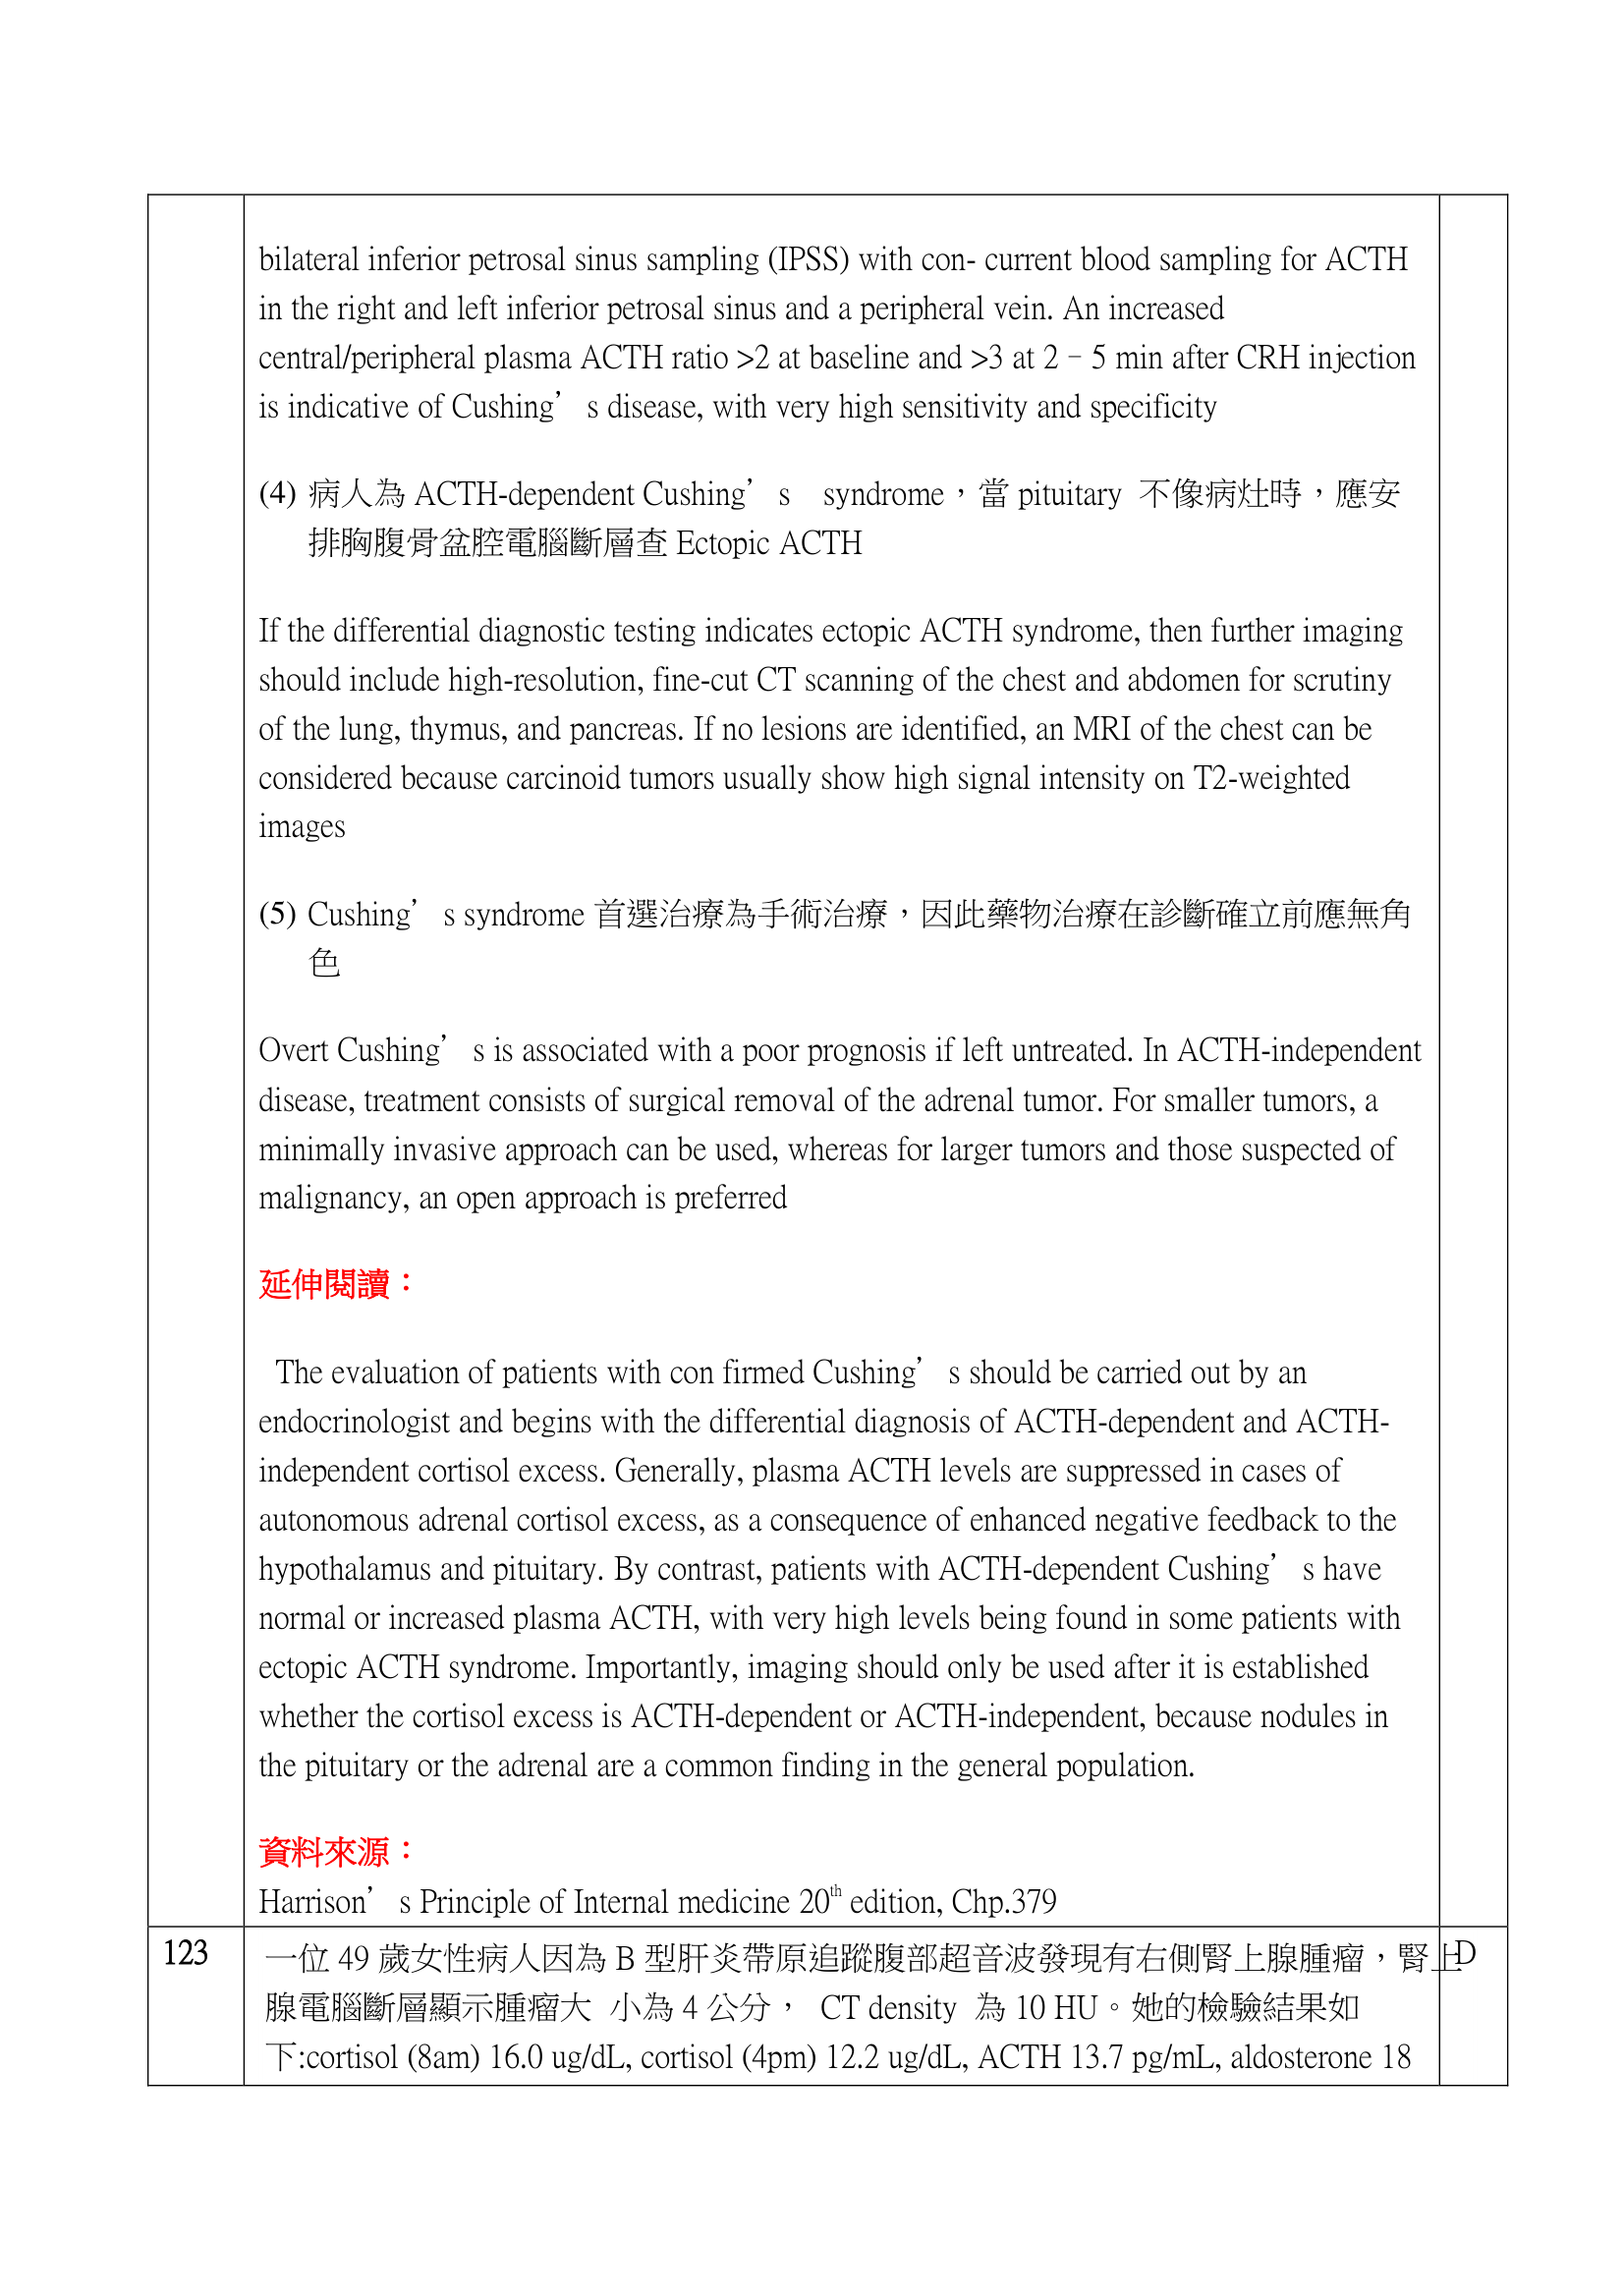 bilateral inferior petrosal sinus sampling (IPSS) with con- current blood sampling for ACTH
in the right and left inferior petrosal sinus and a peripheral vein. An increased
central/peripheral plasma ACTH ratio >2 at baseline and >3 at 2–5 min after CRH injection
is indicative of Cushing’s disease, with very high sensitivity and specificity
(4) 病人為 ACTH-dependent Cushing’s syndrome，當 pituitary 不像病灶時，應安
排胸腹骨盆腔電腦斷層查 Ectopic ACTH
If the differential diagnostic testing indicates ectopic ACTH syndrome, then further imaging
should include high-resolution, fine-cut CT scanning of the chest and abdomen for scrutiny
of the lung, thymus, and pancreas. If no lesions are identified, an MRI of the chest can be
considered because carcinoid tumors usually show high signal intensity on T2-weighted
images
(5) Cushing’s syndrome 首選治療為手術治療，因此藥物治療在診斷確立前應無角
色
Overt Cushing’s is associated with a poor prognosis if left untreated. In ACTH-independent
disease, treatment consists of surgical removal of the adrenal tumor. For smaller tumors, a
minimally invasive approach can be used, whereas for larger tumors and those suspected of
malignancy, an open approach is preferred
延伸閱讀：
The evaluation of patients with con firmed Cushing’s should be carried out by an
endocrinologist and begins with the differential diagnosis of ACTH-dependent and ACTH-
independent cortisol excess. Generally, plasma ACTH levels are suppressed in cases of
autonomous adrenal cortisol excess, as a consequence of enhanced negative feedback to the
hypothalamus and pituitary. By contrast, patients with ACTH-dependent Cushing’s have
normal or increased plasma ACTH, with very high levels being found in some patients with
ectopic ACTH syndrome. Importantly, imaging should only be used after it is established
whether the cortisol excess is ACTH-dependent or ACTH-independent, because nodules in
the pituitary or the adrenal are a common finding in the general population.
資料來源：
Harrison’s Principle of Internal medicine 20th edition, Chp.379
123 一位 49 歲女性病人因為 B 型肝炎帶原追蹤腹部超音波發現有右側腎上腺腫瘤，腎上 D
腺電腦斷層顯示腫瘤大 小為 4 公分， CT density 為 10 HU。她的檢驗結果如
下:cortisol (8am) 16.0 ug/dL, cortisol (4pm) 12.2 ug/dL, ACTH 13.7 pg/mL, aldosterone 18